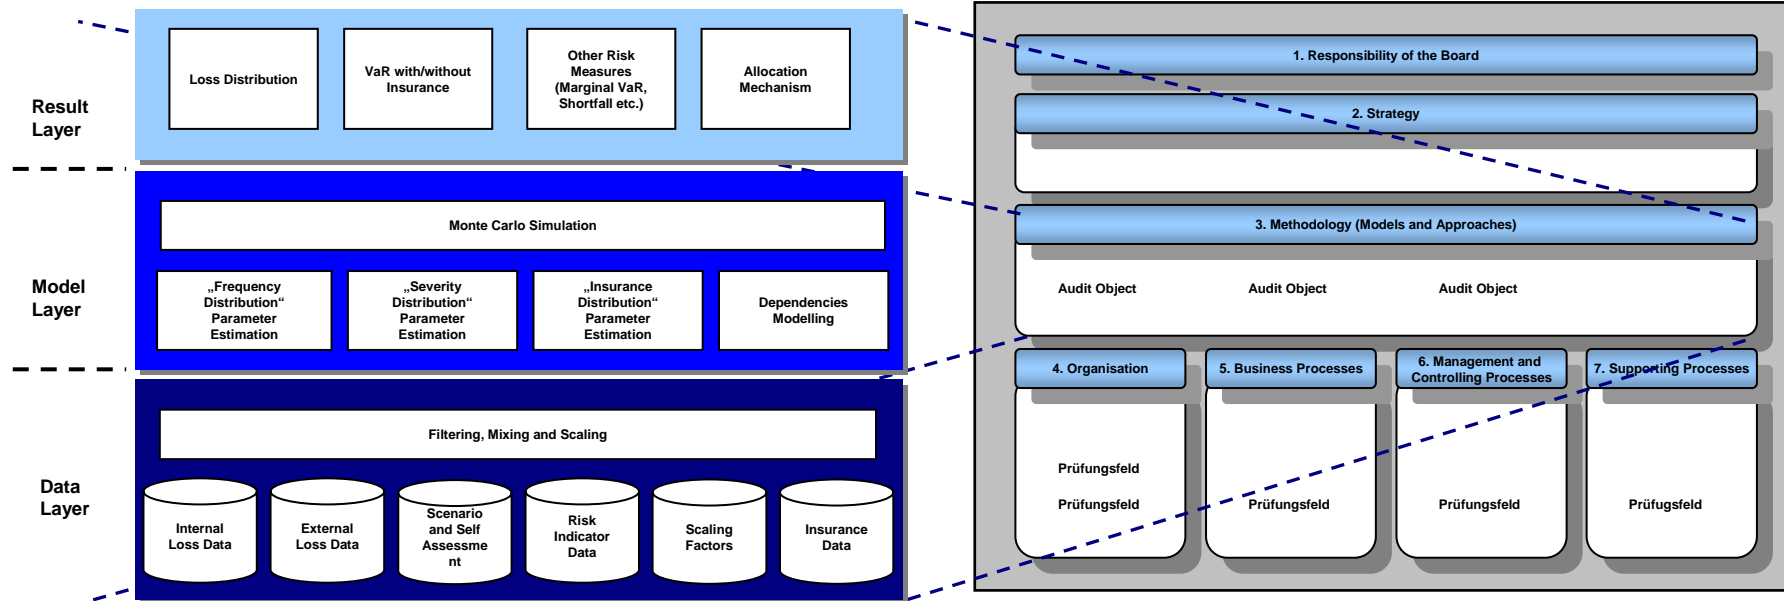 Result
Layer
Loss Distribution
VaR with/without
Insurance
Other Risk
Measures
(Marginal VaR,
Shortfall etc.)
Allocation
Mechanism
Model
Layer
Monte Carlo Simulation
„Frequency
Distribution“
Parameter
Estimation
„Severity
Distribution“
Parameter
Estimation
„Insurance
Distribution“
Parameter
Estimation
Dependencies
Modelling
Data
Layer
Filtering, Mixing and Scaling
Internal
Loss Data
External
Loss Data
Scenario
and Self
Assessme
nt
Risk
Indicator
Data
Scaling
Factors
Insurance
Data
1. Responsibility of the Board
2. Strategy
3. Methodology (Models and Approaches)
Audit Object
Audit Object
Audit Object
4. Organisation
Prüfungsfeld
Prüfungsfeld
5. Business Processes
Prüfungsfeld
6. Management and
Controlling Processes
Prüfungsfeld
7. Supporting Processes
Prüfugsfeld